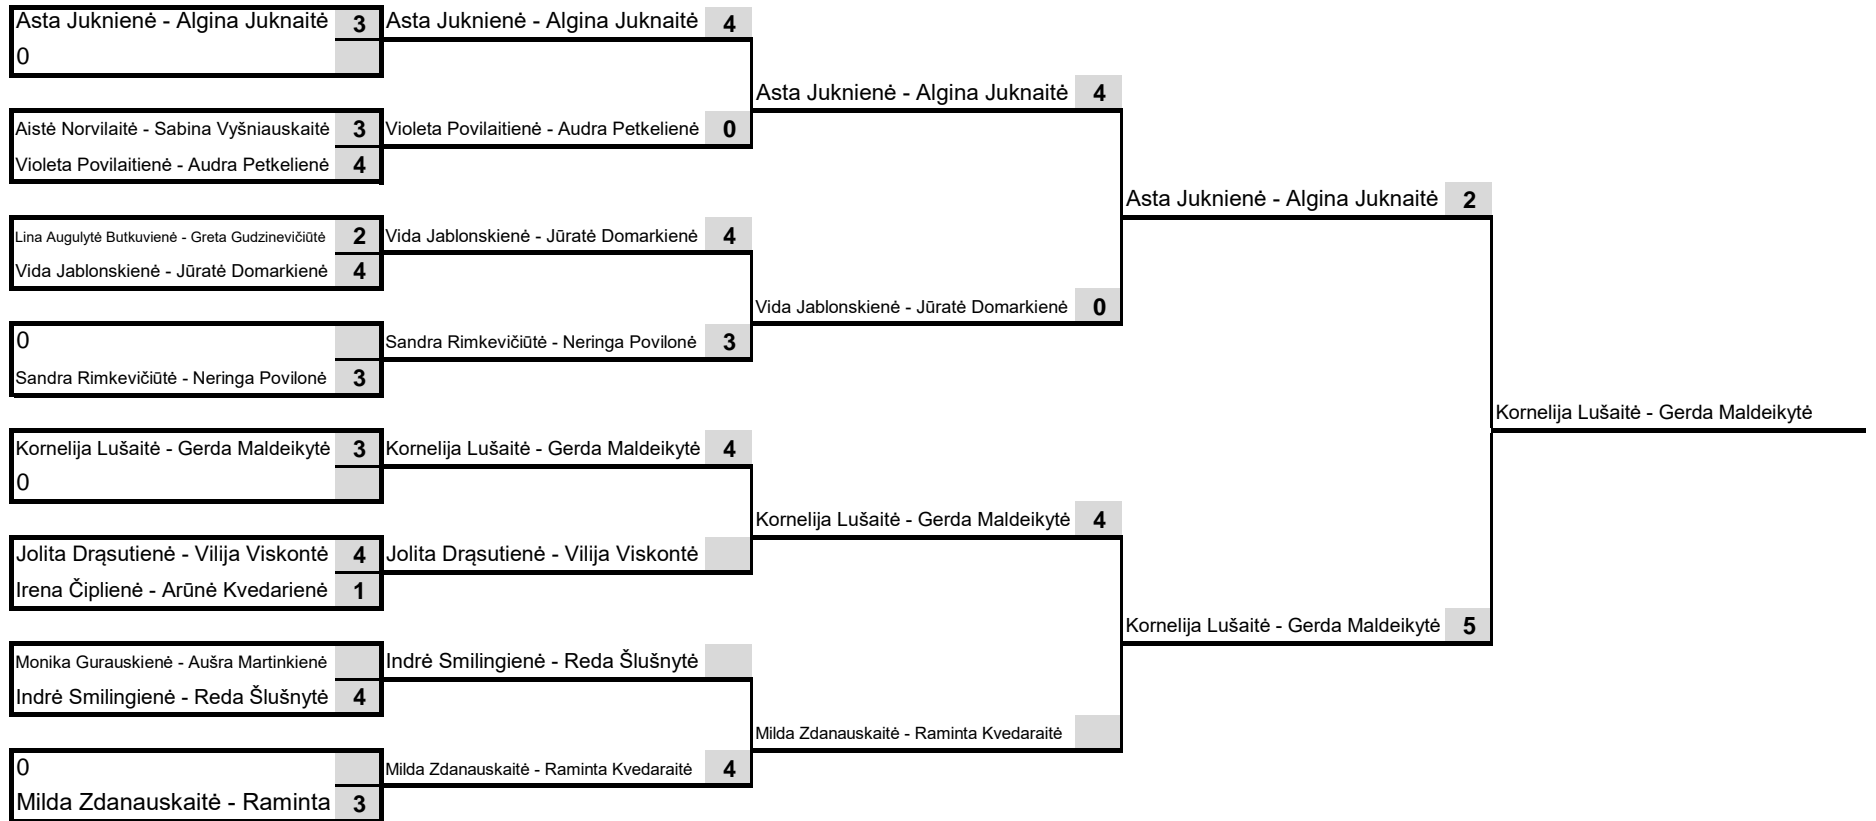 Asta Juknienė - Algina Juknaitė 3 Asta Juknienė - Algina Juknaitė 4
0
Asta Juknienė - Algina Juknaitė 4
Aistė Norvilaitė - Sabina Vyšniauskaitė 3 Violeta Povilaitienė - Audra Petkelienė 0
Violeta Povilaitienė - Audra Petkelienė 4
Asta Juknienė - Algina Juknaitė 2
Lina Augulytė Butkuvienė - Greta Gudzinevičiūtė 2 Vida Jablonskienė - Jūratė Domarkienė 4
Vida Jablonskienė - Jūratė Domarkienė 4
Vida Jablonskienė - Jūratė Domarkienė 0
0 Sandra Rimkevičiūtė - Neringa Povilonė 3
Sandra Rimkevičiūtė - Neringa Povilonė 3
Kornelija Lušaitė - Gerda Maldeikytė
Kornelija Lušaitė - Gerda Maldeikytė 3 Kornelija Lušaitė - Gerda Maldeikytė 4
0
Kornelija Lušaitė - Gerda Maldeikytė 4
Jolita Drąsutienė - Vilija Viskontė 4 Jolita Drąsutienė - Vilija Viskontė
Irena Čiplienė - Arūnė Kvedarienė 1
Kornelija Lušaitė - Gerda Maldeikytė 5
Monika Gurauskienė - Aušra Martinkienė Indrė Smilingienė - Reda Šlušnytė
Indrė Smilingienė - Reda Šlušnytė 4
Milda Zdanauskaitė - Raminta Kvedaraitė
0 Milda Zdanauskaitė - Raminta Kvedaraitė 4
Milda Zdanauskaitė - Raminta 3